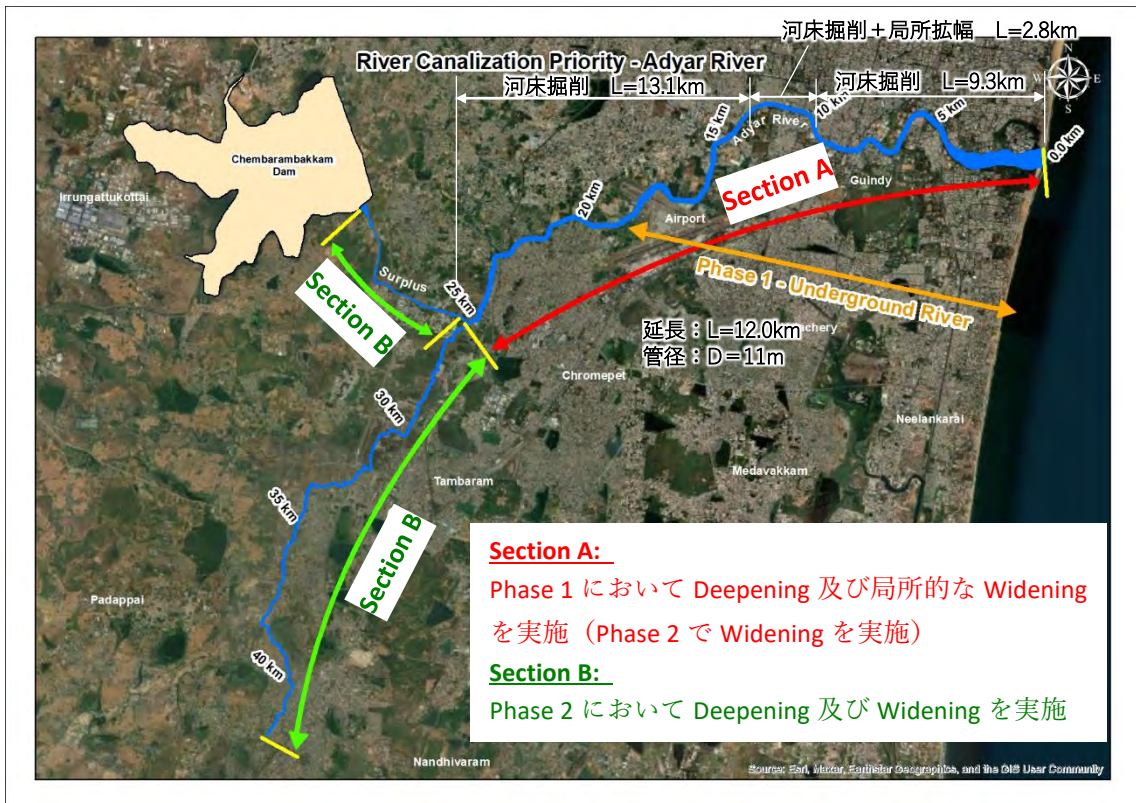 河床掘削＋局所拡幅 L=2.8km
River Canalization Priority - Adyar River
河床掘削 L=13.1km
河床掘削 L=9.3km
N
W E
S
Chembarambakkam
Dam
Irrungattukottai
15 km
Adyar River
10 km
5 km
0.0 km
Section A
Guindy
20 km
Airport
Surplus
25 km
Section B
Phase 1 - Underground River
延長：L=12.0km
管径：D＝11m
achery
Chromepet
30 km
Neelankarai
Medavakkam
Tambaram
35 km
Section B
Padappai
40 km
Nandhivaram
Section A:
Phase 1 において Deepening 及び局所的な Widening
を実施（Phase 2 で Widening を実施）
Section B:
Phase 2 において Deepening 及び Widening を実施
Source: Esri, Maxar, Earthstar Geographics, and the GIS User Community